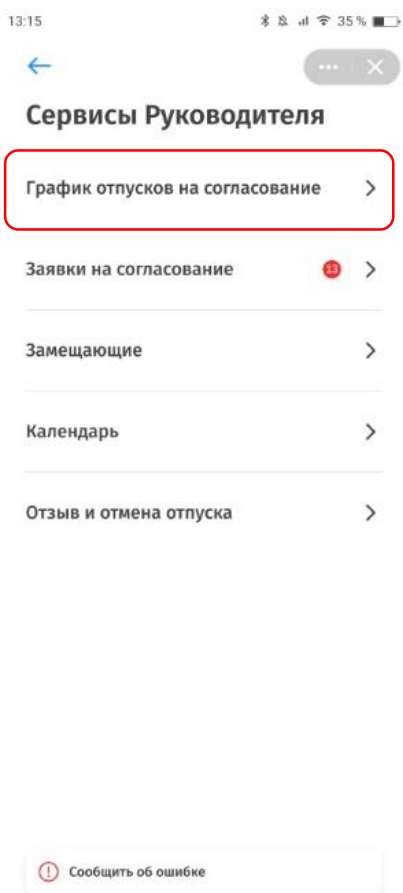 13:15 35 %
Сервисы Руководителя
График отпусков на согласование
Заявки на согласование 13
Замещающие
Календарь
Отзыв и отмена отпуска
Сообщить об ошибке